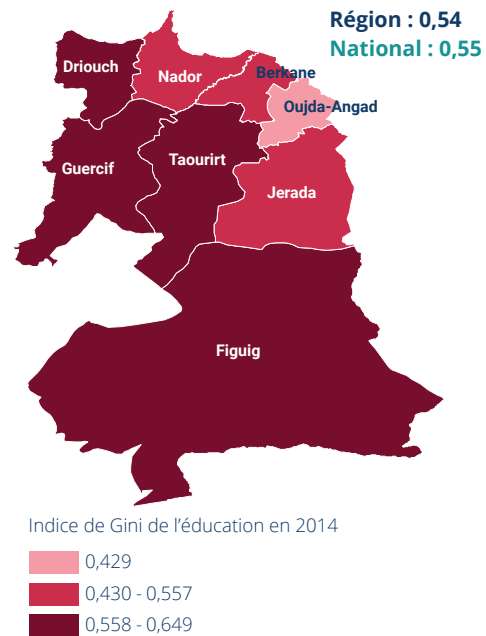 Région : 0,54
National : 0,55
Driouch
Nador
Berkane
Oujda-Angad
Guercif
Taourirt
Jerada
Figuig
Indice de Gini de l’éducation en 2014
0,429
0,430 - 0,557
0,558 - 0,649